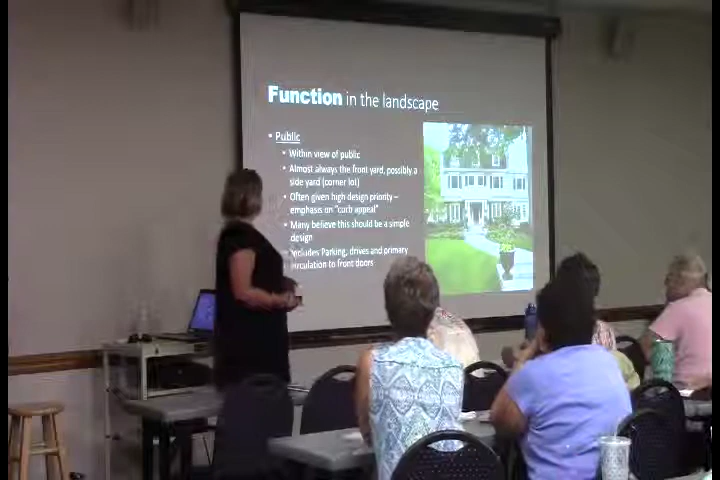 Function in the landscape
• Public
• Within view of public
• Almost always the front yard, possibly a
side yard (corner lot)
• Often given high design priority –
emphasis on "curb appeal"
• Many believe this should be a simple
design
Includes Parking, drives and primary
circulation to front doors